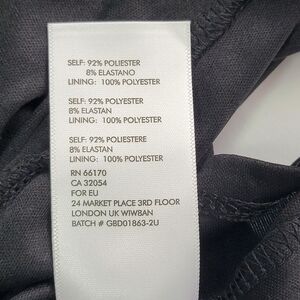 SELF: 92% POLIESTER
8% ELASTANO
LINING: 100% POLYESTER
SELF: 92% POLYESTER
8% ELASTAN
LINING: 100% POLYESTER
SELF: 92% POLIESTERE
8% ELASTAN
LINING: 100% POLYESTER
RN 66170
CA 32054
FOR EU
24 MARKET PLACE 3RD FLOOR
LONDON UK WIW8AN
BATCH # GBD01863-2U